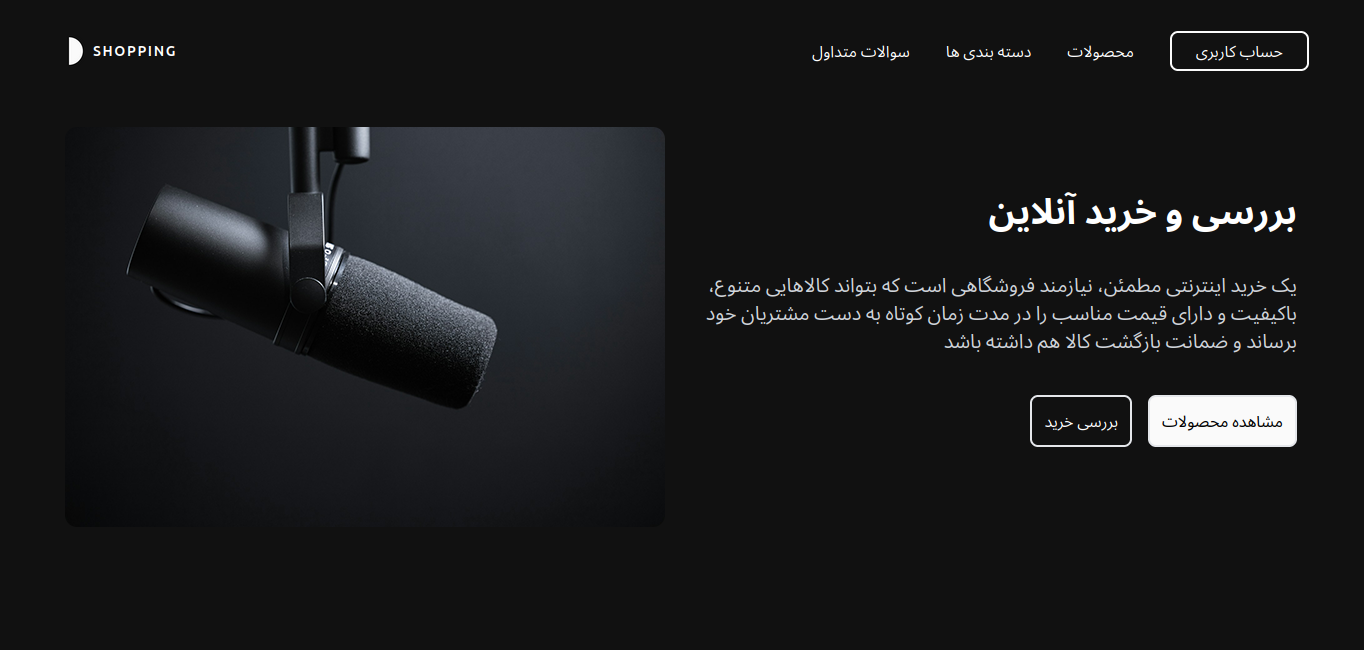 SHOPPING
حساب کاربری
محصولات
دسته بندی ها
سوالات متداول
بررسی و خرید آنلاین
یک خرید اینترنتی مطمئن، نیازمند فروشگاهی است که بتواند کالاهایی متنوع،
باکیفیت و دارای قیمت مناسب را در مدت زمان کوتاه به دست مشتریان خود
برساند و ضمانت بازگشت کالا هم داشته باشد
مشاهده محصولات
بررسی خرید